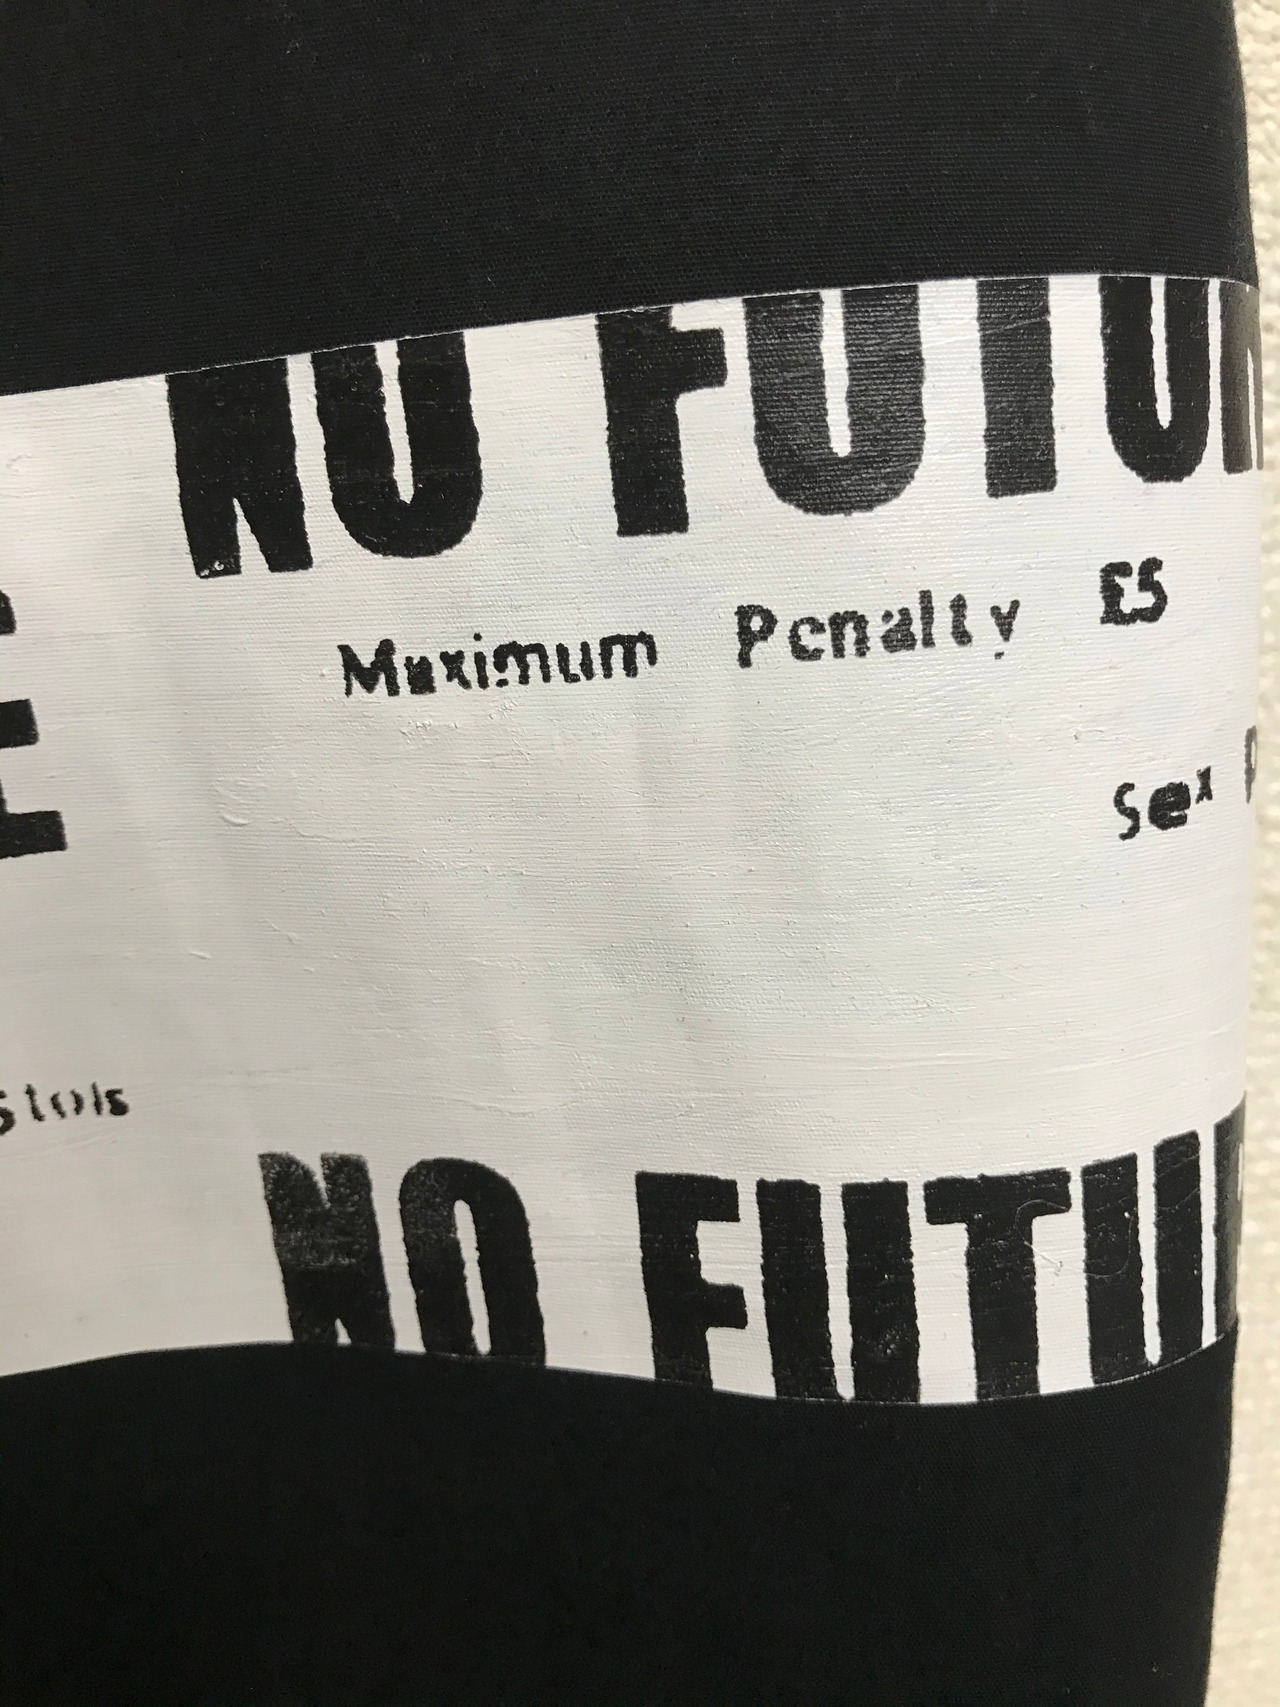 NO FUTUR
Maximum Penalty £5
Sex P
stols
NO FUTU